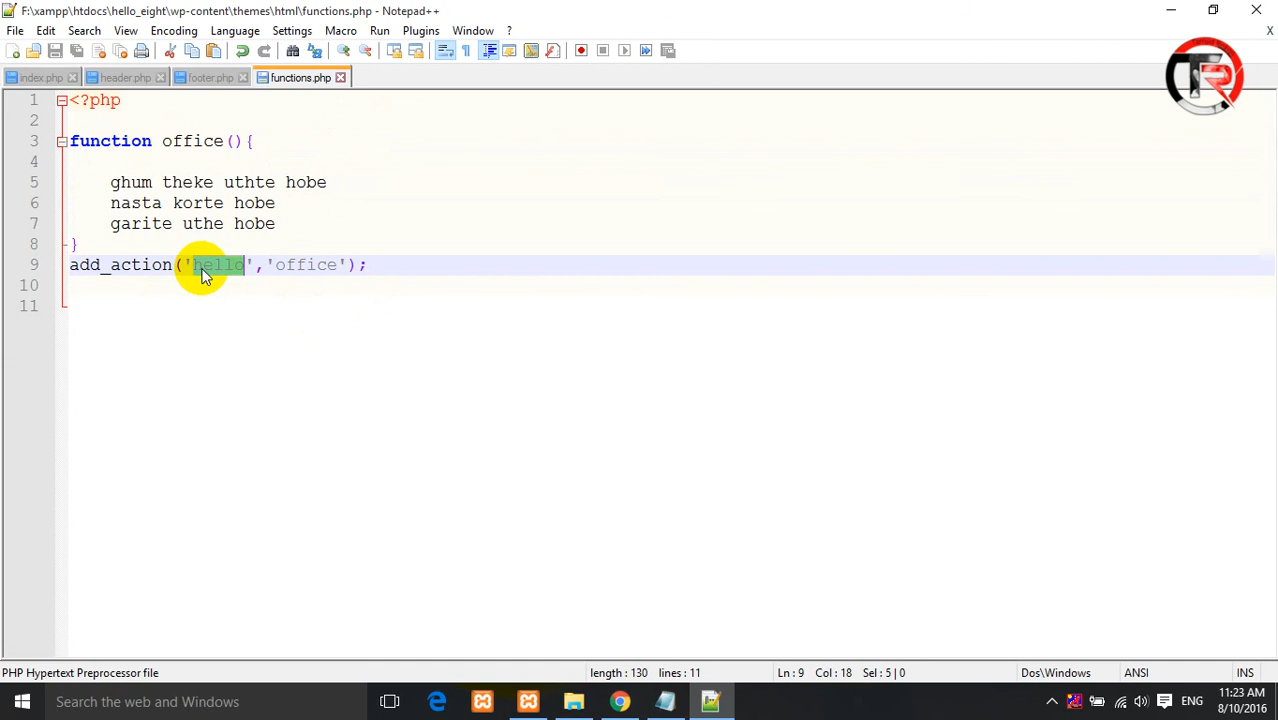 F:\xampp\htdocs\hello_eight\wp-content\themes\html\functions.php - Notepad++
File Edit Search View Encoding Language Settings Macro Run Plugins Window ? X
index.php header.php footer.php functions.php
TR
1 <?php
2
3 function office(){
4
5 ghum theke uthte hobe
6 nasta korte hobe
7 garite uthe hobe
8 }
9 add_action('hello','office');
10
11
PHP Hypertext Preprocessor file length : 130 lines : 11 Ln : 9 Col : 18 Sel : 5 | 0 Dos\Windows ANSI INS
Search the web and Windows ENG 11:23 AM
8/10/2016